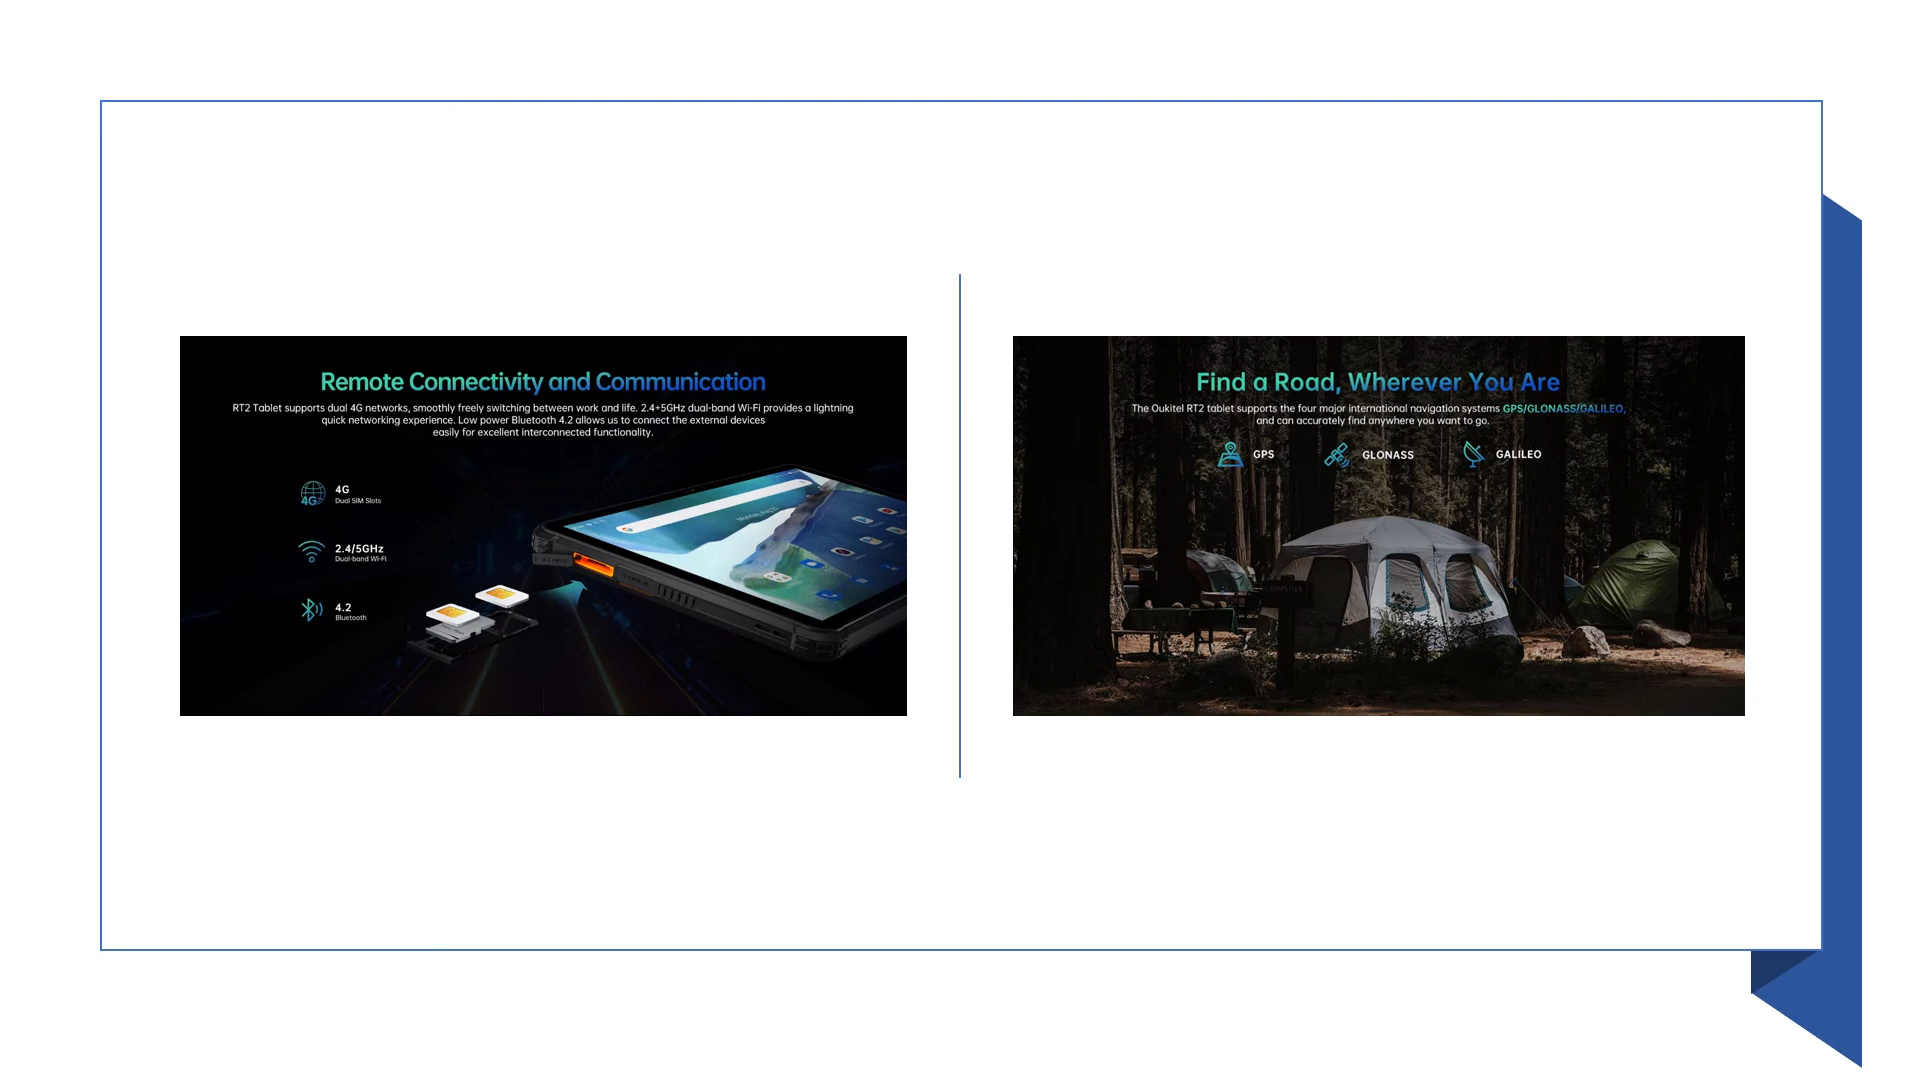 Remote Connectivity and Communication
RT2 Tablet supports dual 4G networks, smoothly freely switching between work and life. 2.4+5GHz dual-band Wi-Fi provides a lightning
quick networking experience. Low power Bluetooth 4.2 allows us to connect the external devices
easily for excellent interconnected functionality.
4G
4G
Dual SIM Slots
2.4/5GHz
Dual-band Wi-Fi
4.2
Bluetooth
Find a Road, Wherever You Are
The Oukitel RT2 tablet supports the four major international navigation systems GPS/GLONASS/GALILEO,
and can accurately find anywhere you want to go.
GPS
GLONASS
GALILEO